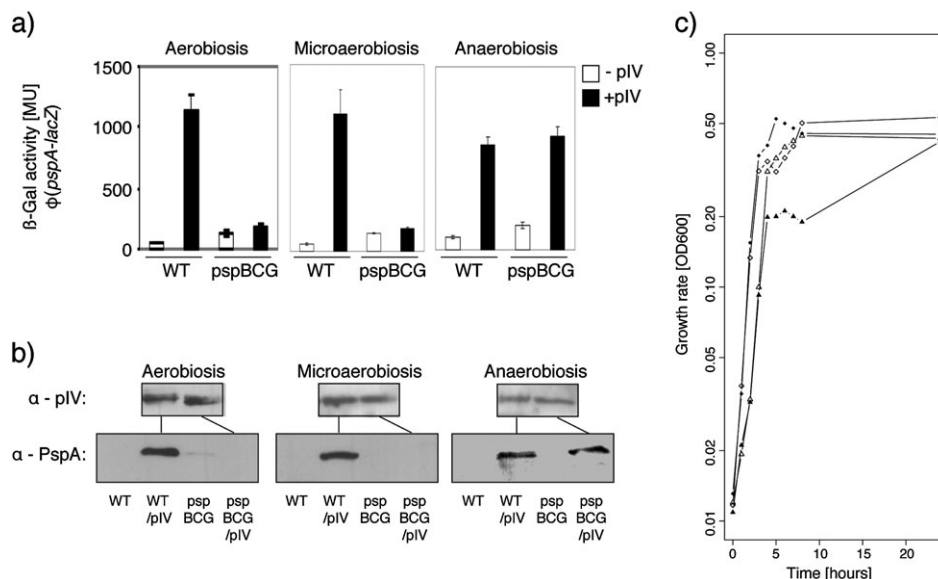 a)
Aerobiosis
Microaerobiosis
Anaerobiosis
ß-Gal activity [MU]
ϕ(pspA-lacZ)
1500
1000
500
0
- pIV
+pIV
WT pspBCG
WT pspBCG
WT pspBCG
b)
Aerobiosis
Microaerobiosis
Anaerobiosis
α - pIV:
α - PspA:
WT
WT
/pIV
psp
BCG
psp
BCG
/pIV
WT
WT
/pIV
psp
BCG
psp
BCG
/pIV
WT
WT
/pIV
psp
BCG
psp
BCG
/pIV
c)
Growth rate [OD600]
1.00
0.50
0.20
0.10
0.05
0.02
0.01
0 5 10 20
Time [hours]